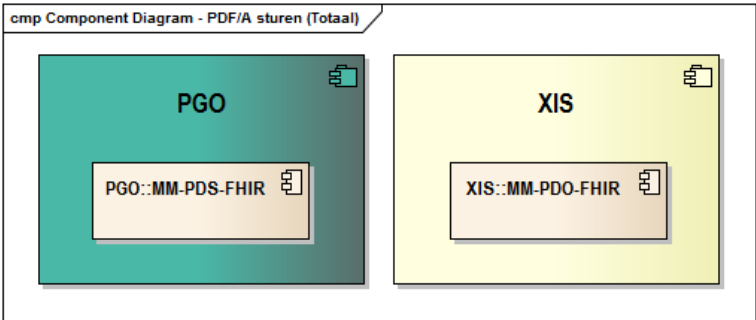 cmp Component Diagram - PDF/A sturen (Totaal)
PGO
XIS
PGO::MM-PDS-FHIR
XIS::MM-PDO-FHIR